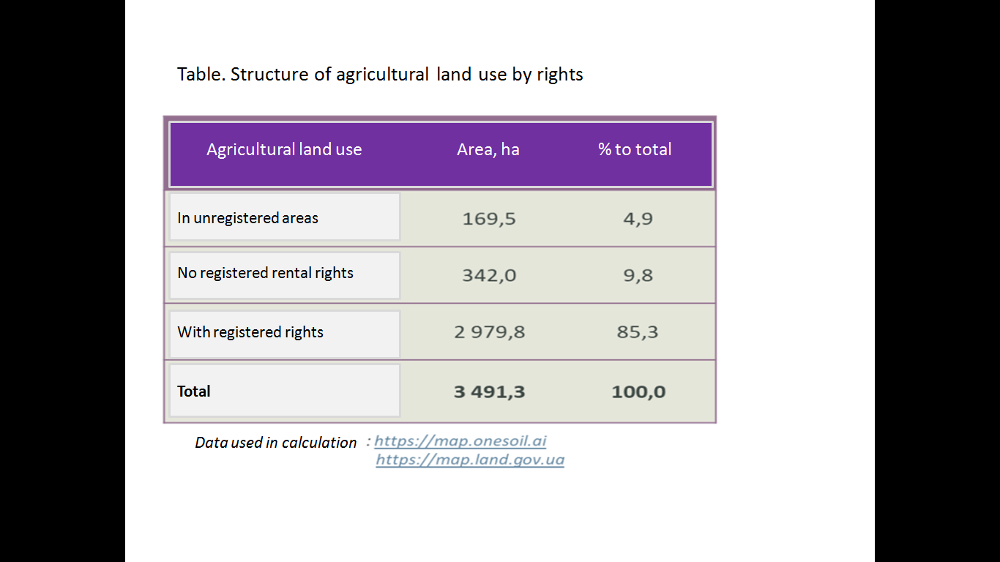 Table. Structure of agricultural land use by rights
Agricultural land use Area, ha % to total
In unregistered areas 169,5 4,9
No registered rental rights 342,0 9,8
With registered rights 2 979,8 85,3
Total 3 491,3 100,0
Data used in calculation : https://map.onesoil.ai
https://map.land.gov.ua